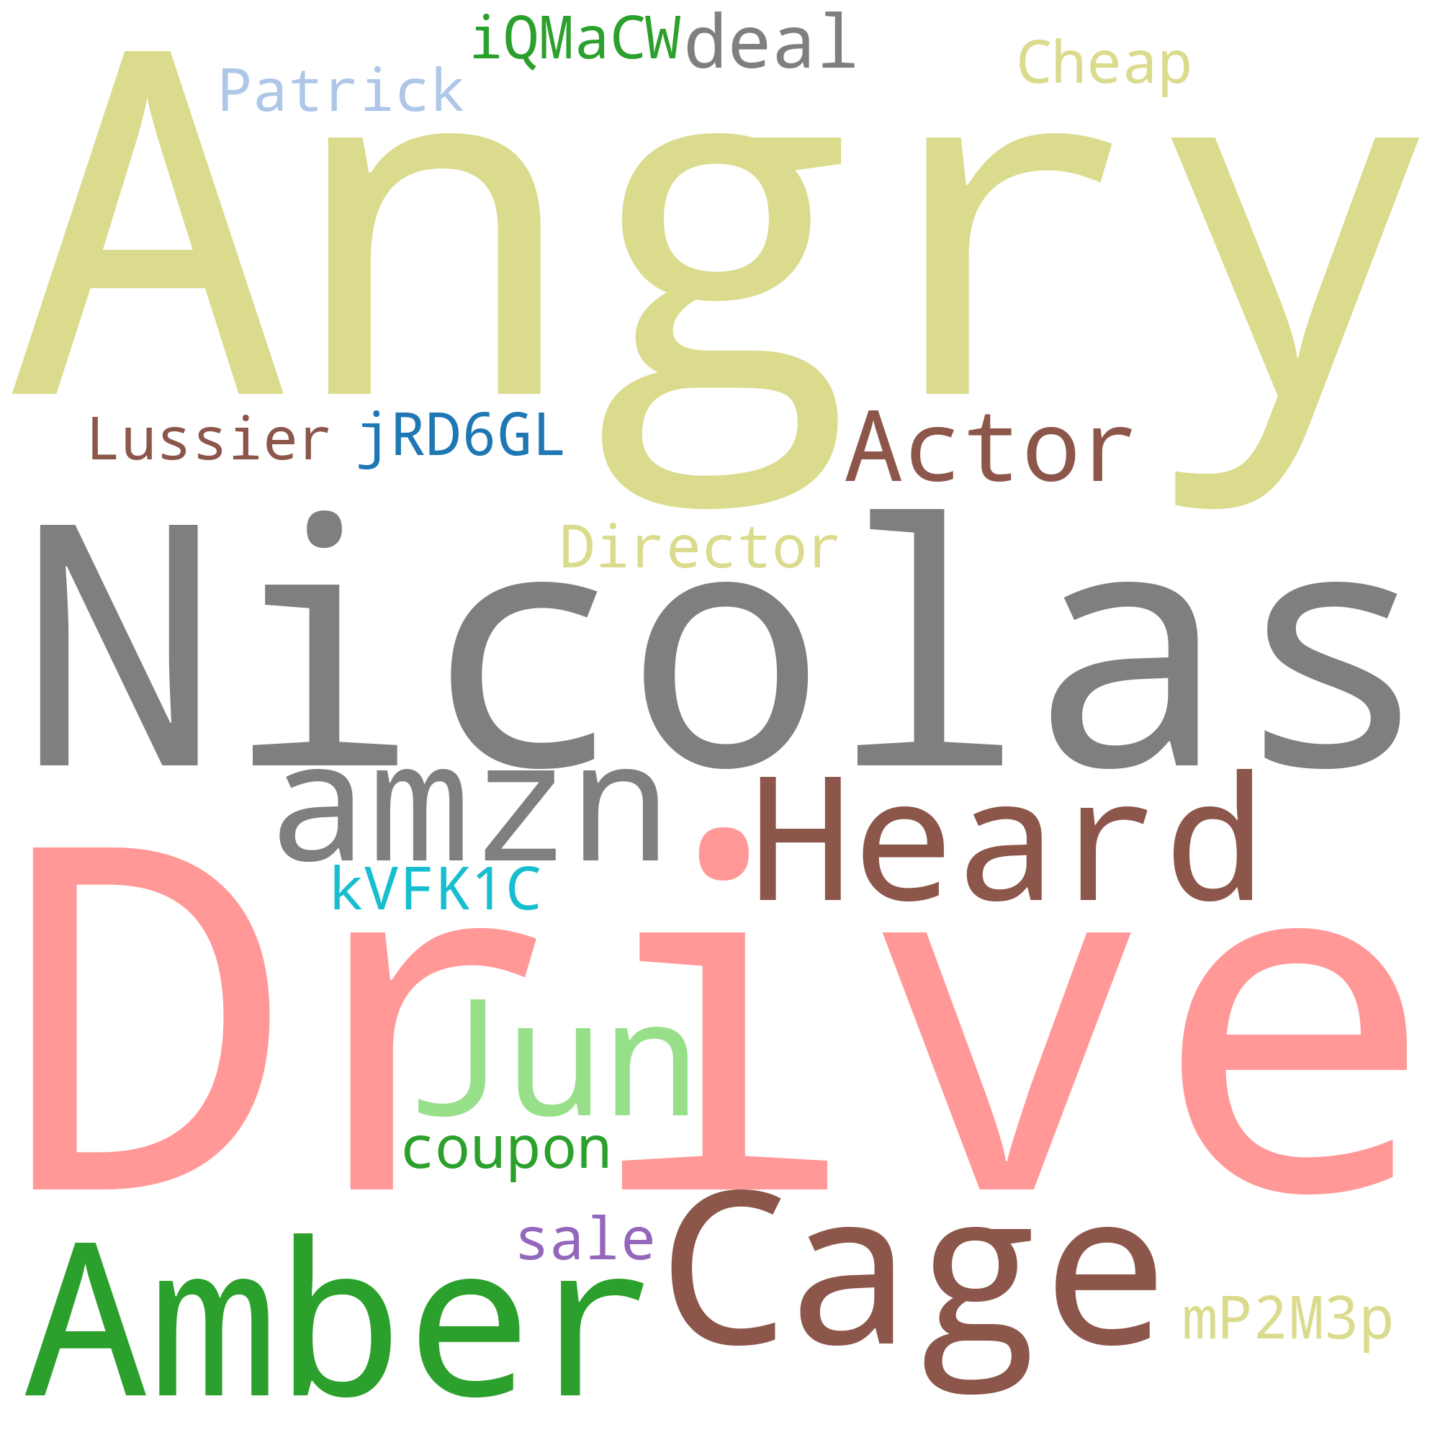 iQMaCW deal Cheap
Patrick
Angry
Lussier jRD6GL Actor
Director
Nicolas
amzn Heard
kVFK1C
Drive
Jun
coupon
sale Cage
Amber mP2M3p